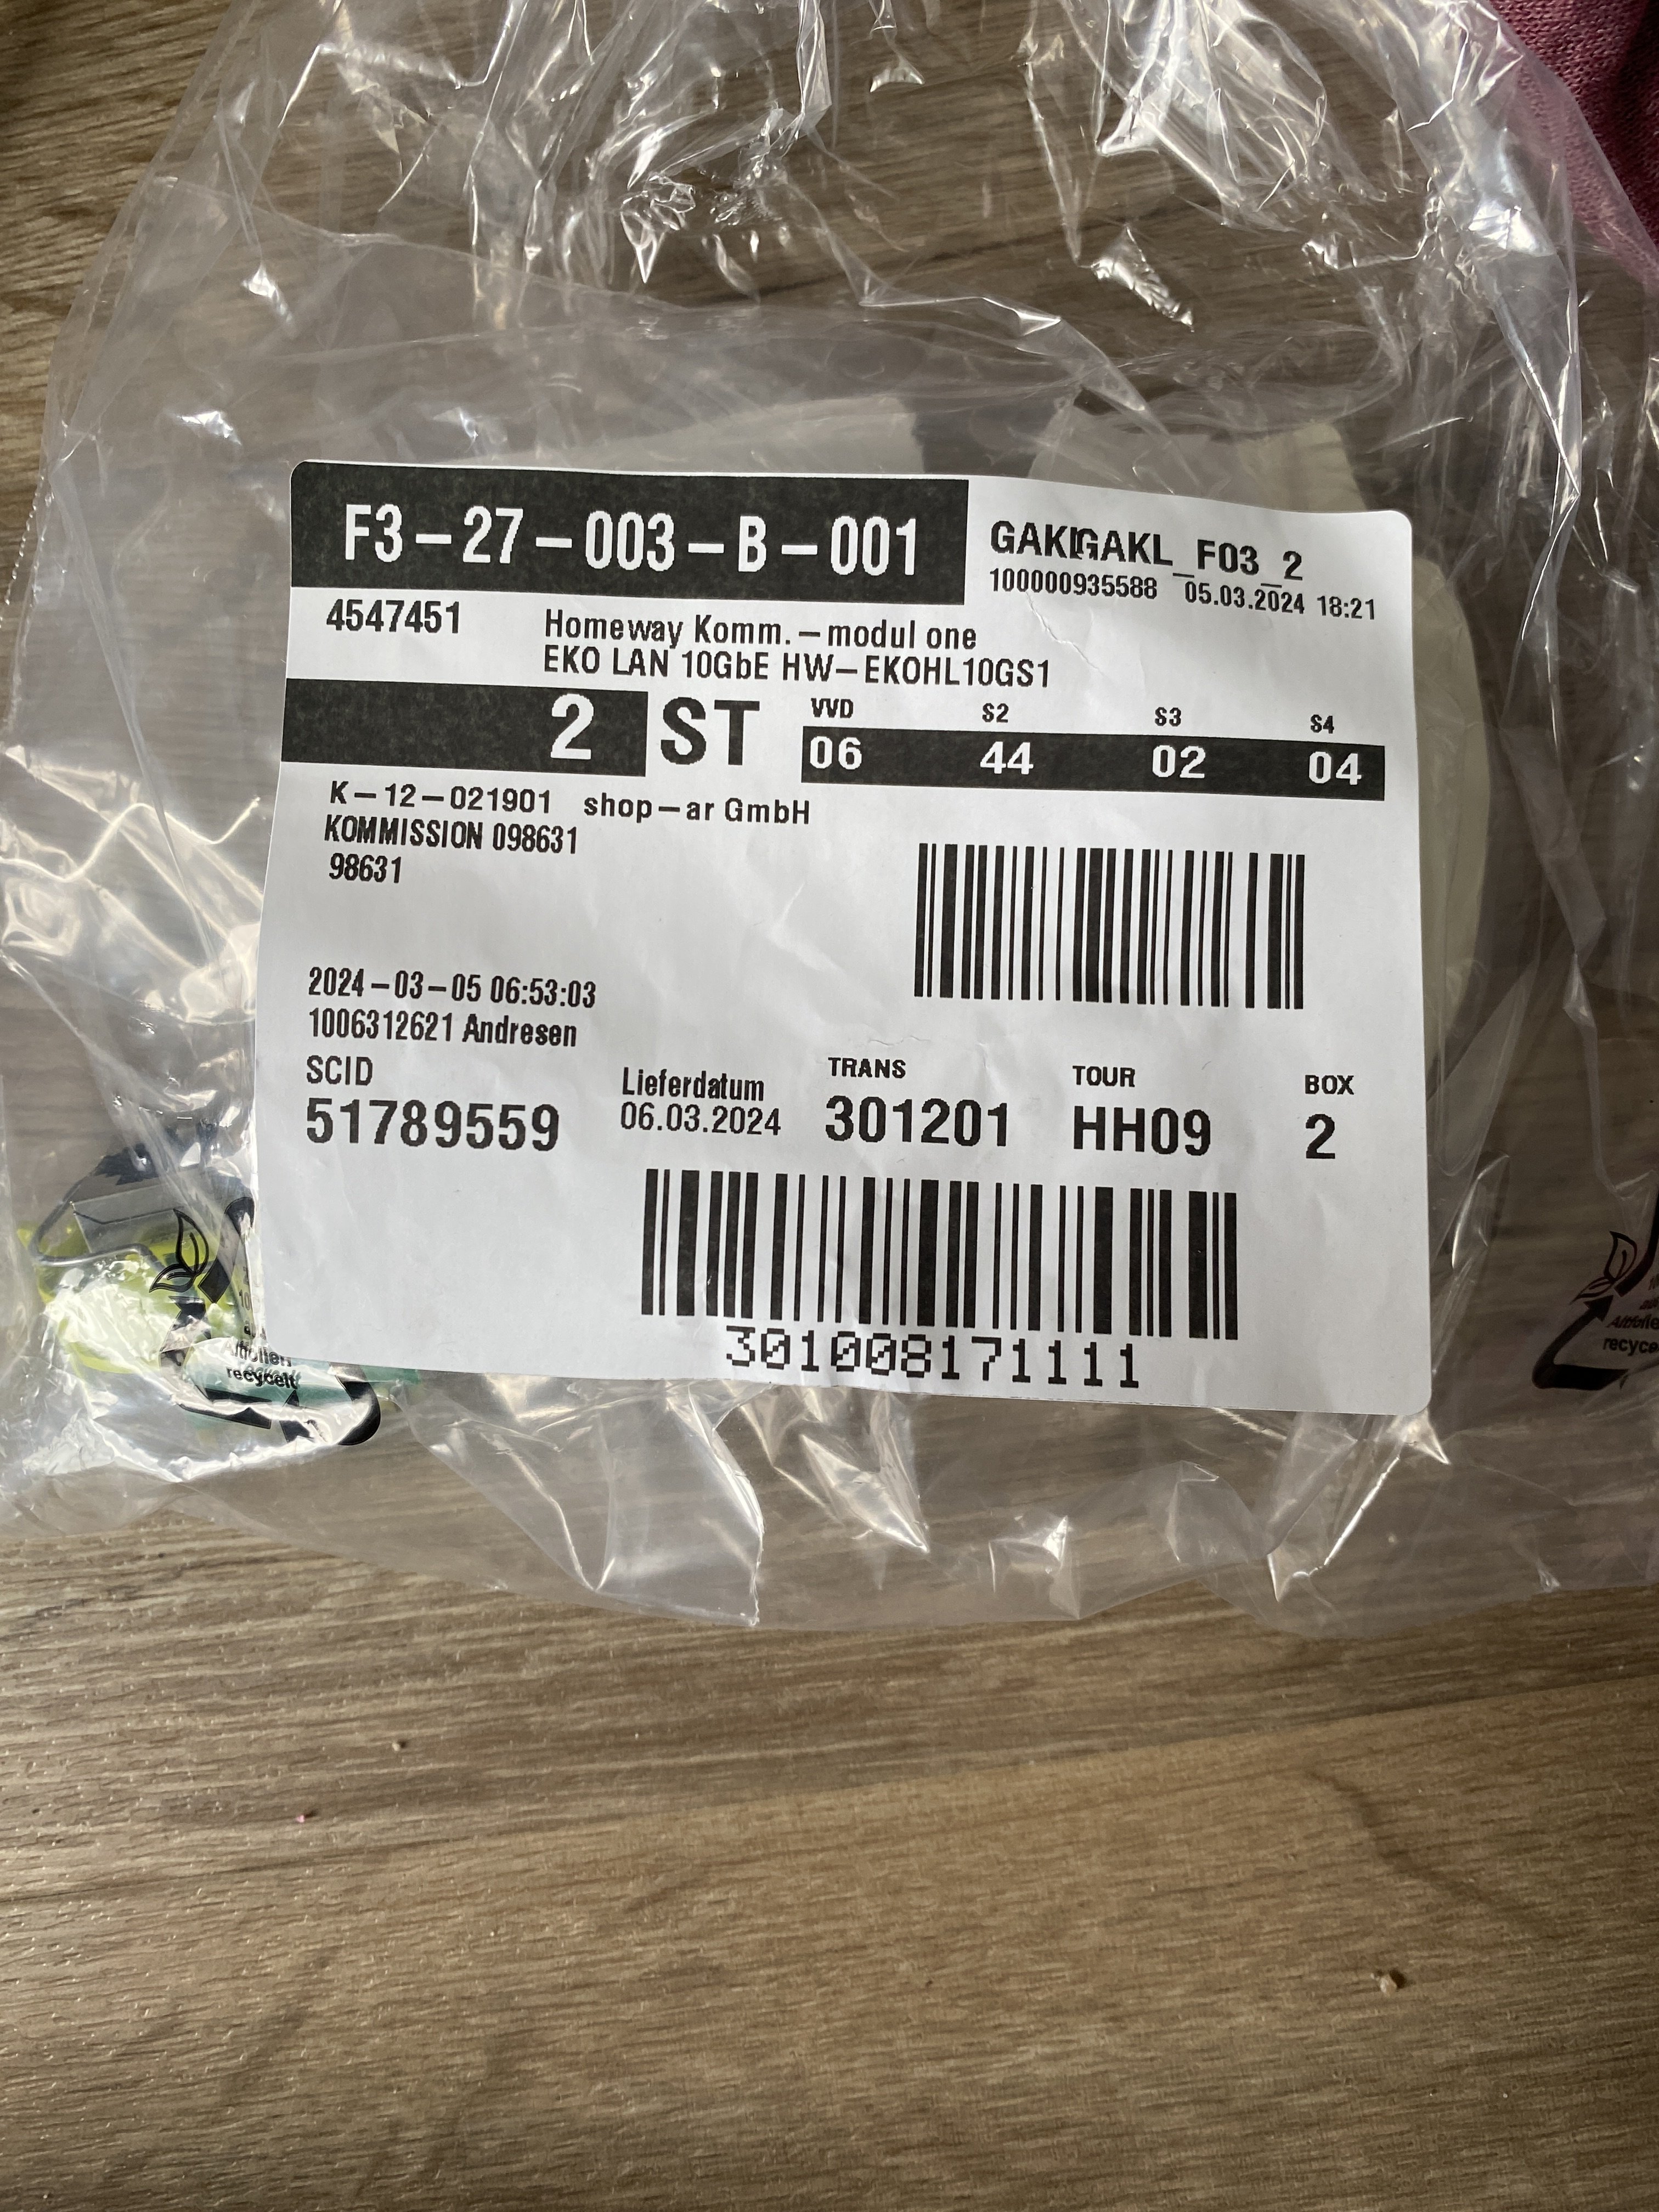 F3-27-003-B-001
GAKIGAKL_F03_2
100000935588 05.03.2024 18:21
4547451
Homeway Komm.-modul one
EKO LAN 10GbE HW-EKOHL10GS1
2 ST
VVD S2 S3 S4
06 44 02 04
K-12-021901 shop-ar GmbH
KOMMISSION 098631
98631
2024-03-05 06:53:03
1006312621 Andresen
SCID
51789559
Lieferdatum
06.03.2024
TRANS
301201
TOUR
HH09
BOX
2
301008171111
recycelt